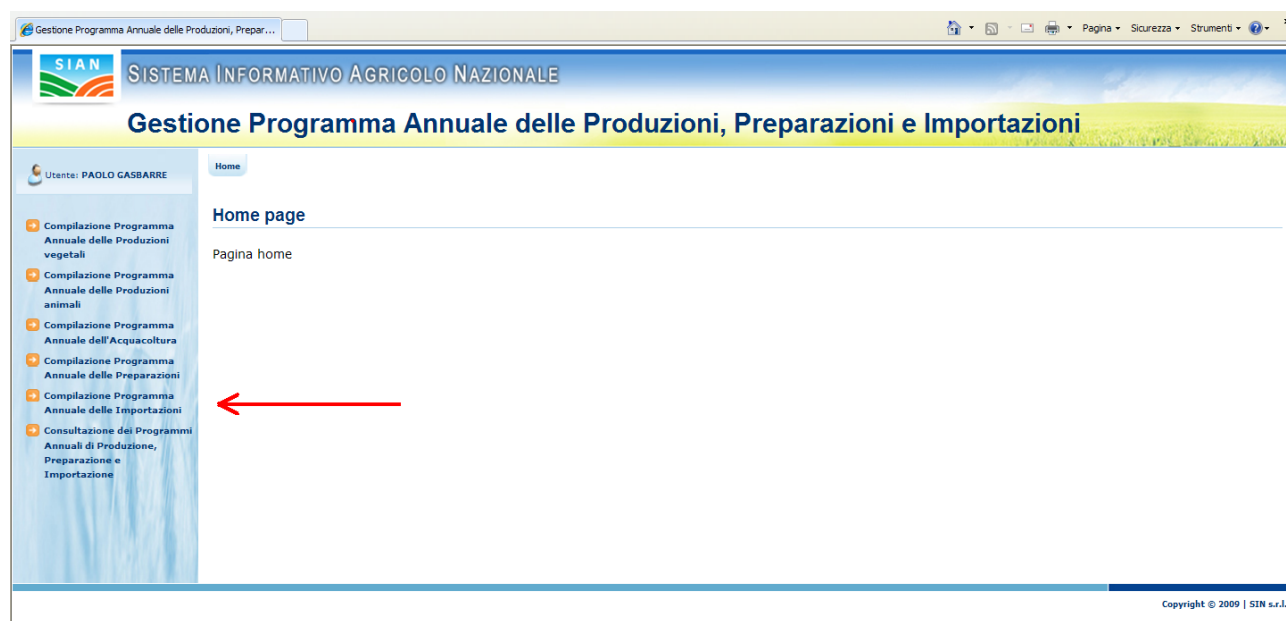 Gestione Programma Annuale delle Produzioni, Prepar...
Pagina
Sicurezza
Strumenti
SIAN
SISTEMA INFORMATIVO AGRICOLO NAZIONALE
Gestione Programma Annuale delle Produzioni, Preparazioni e Importazioni
Utente: PAOLO GASBARRE
Home
Home page
Pagina home
Compilazione Programma
Annuale delle Produzioni
vegetali
Compilazione Programma
Annuale delle Produzioni
animali
Compilazione Programma
Annuale dell'Acquacoltura
Compilazione Programma
Annuale delle Preparazioni
Compilazione Programma
Annuale delle Importazioni
Consultazione dei Programmi
Annuali di Produzione,
Preparazione e
Importazione
Copyright © 2009 | SIN s.r.l.